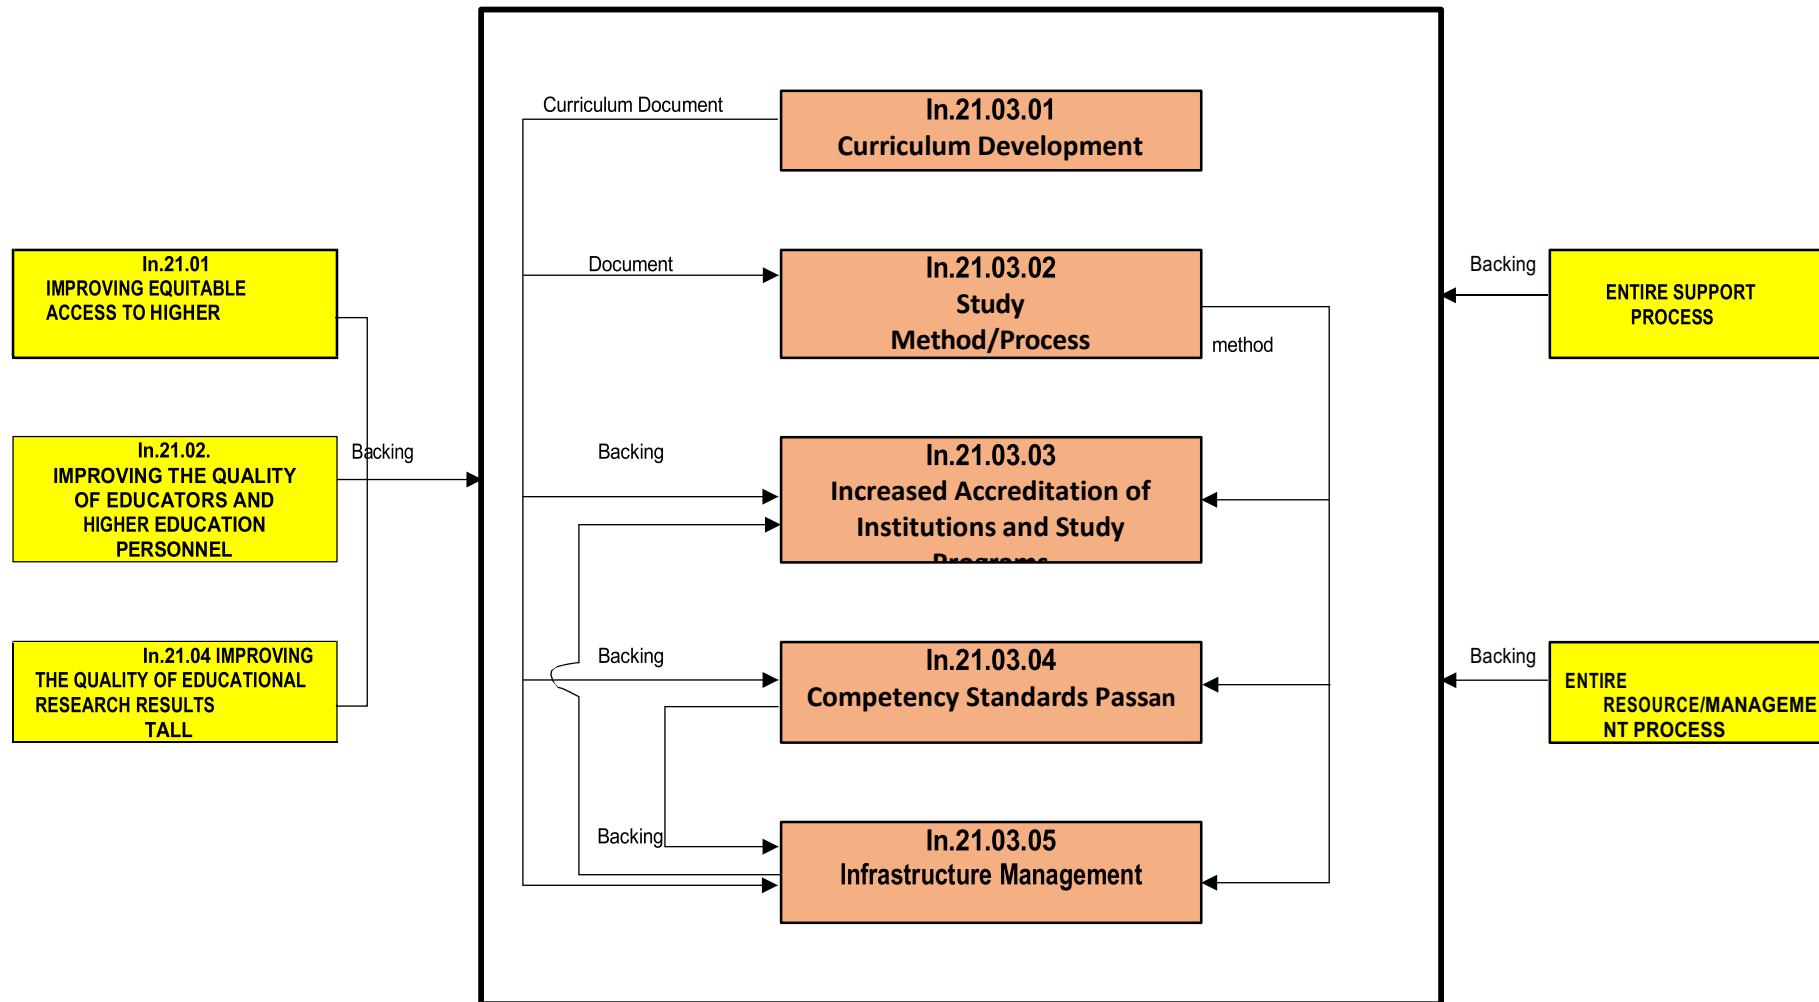 Curriculum Document
In.21.03.01
Curriculum Development
In.21.01
IMPROVING EQUITABLE
ACCESS TO HIGHER
Document
In.21.03.02
Study
Method/Process
method
Backing
ENTIRE SUPPORT
PROCESS
In.21.02.
IMPROVING THE QUALITY
OF EDUCATORS AND
HIGHER EDUCATION
PERSONNEL
Backing
Backing
In.21.03.03
Increased Accreditation of
Institutions and Study
Programs
In.21.04 IMPROVING
THE QUALITY OF EDUCATIONAL
RESEARCH RESULTS
TALL
Backing
In.21.03.04
Competency Standards Passan
Backing
ENTIRE
RESOURCE/MANAGEME
NT PROCESS
Backing
In.21.03.05
Infrastructure Management